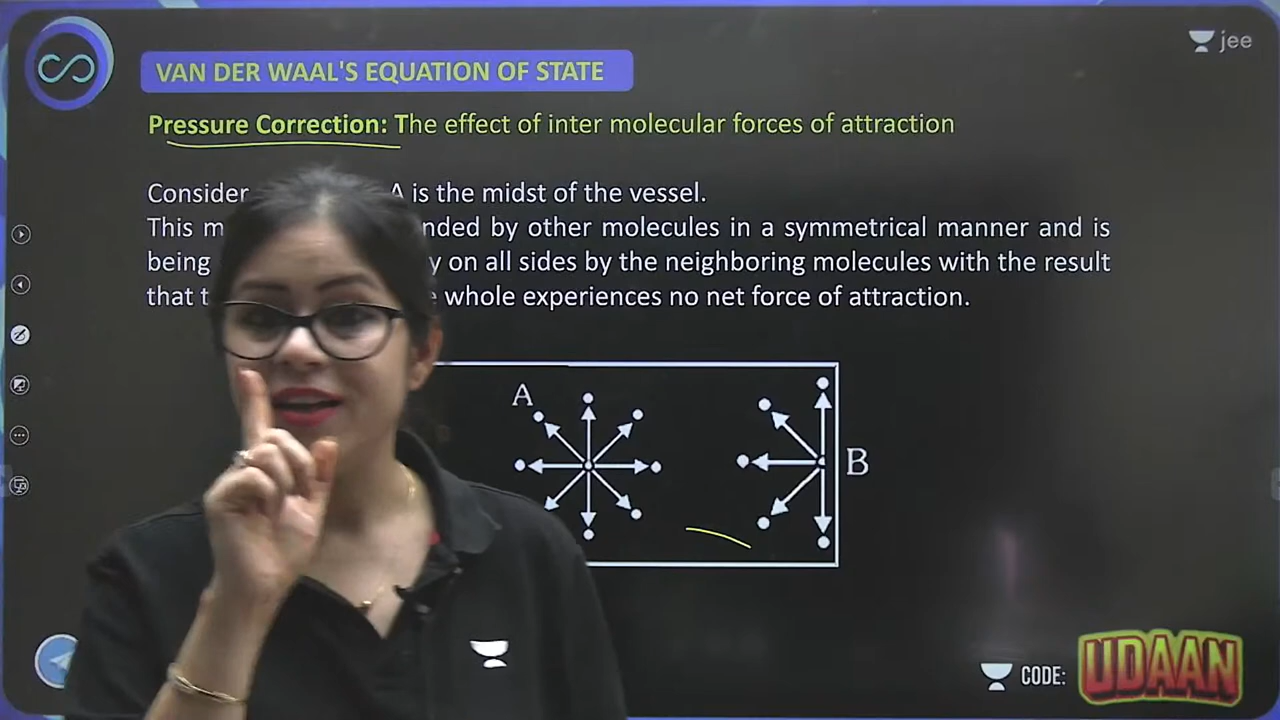 jee
VAN DER WAAL'S EQUATION OF STATE
Pressure Correction: The effect of inter molecular forces of attraction
Consider A is the midst of the vessel.
This by other molecules in a symmetrical manner and is
being on all sides by the neighboring molecules with the result
that whole experiences no net force of attraction.
A
B
CODE: UDAAN